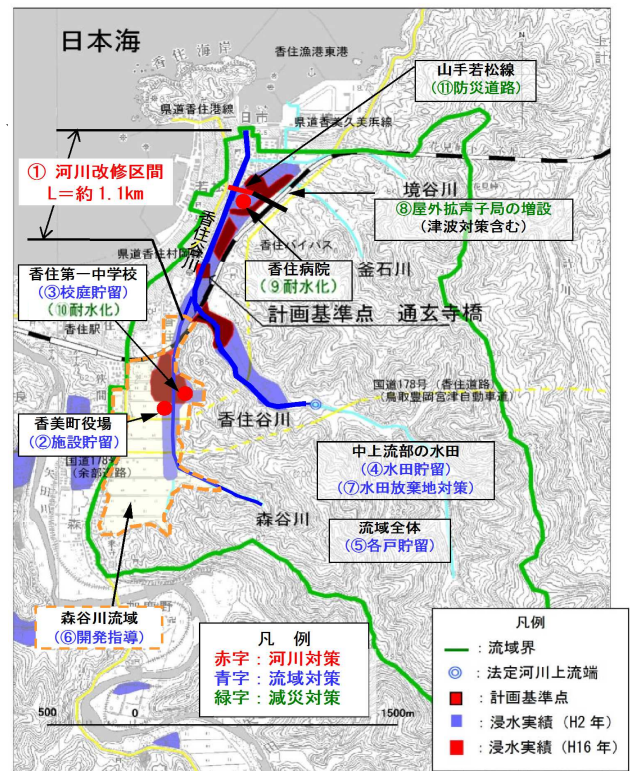 日本海
香住海岸
香住漁港東港
山手若松線
(⑪防災道路)
県道香住港線
県道香美久美浜線
① 河川改修区間
L=約1.1km
境谷川
⑧屋外拡声子局の増設
(津波対策含む)
香住谷川
香住バイパス
釜石川
県道香住村岡線
香住病院
(⑨耐水化)
香住第一中学校
(③校庭貯留)
(⑩耐水化)
計画基準点 通玄寺橋
香住駅
国道178号 (香住道路)
(鳥取豊岡宮津自動車道)
香美町役場
(②施設貯留)
香住谷川
中上流部の水田
(④水田貯留)
(⑦水田放棄地対策)
国道178号
(余部道路)
森谷川
流域全体
(⑤各戸貯留)
森谷川流域
(⑥開発指導)
凡 例
赤字:河川対策
青字:流域対策
緑字:減災対策
500 0 1500m
凡例
:流域界
:法定河川上流端
:計画基準点
:浸水実績(H2年)
:浸水実績(H16年)